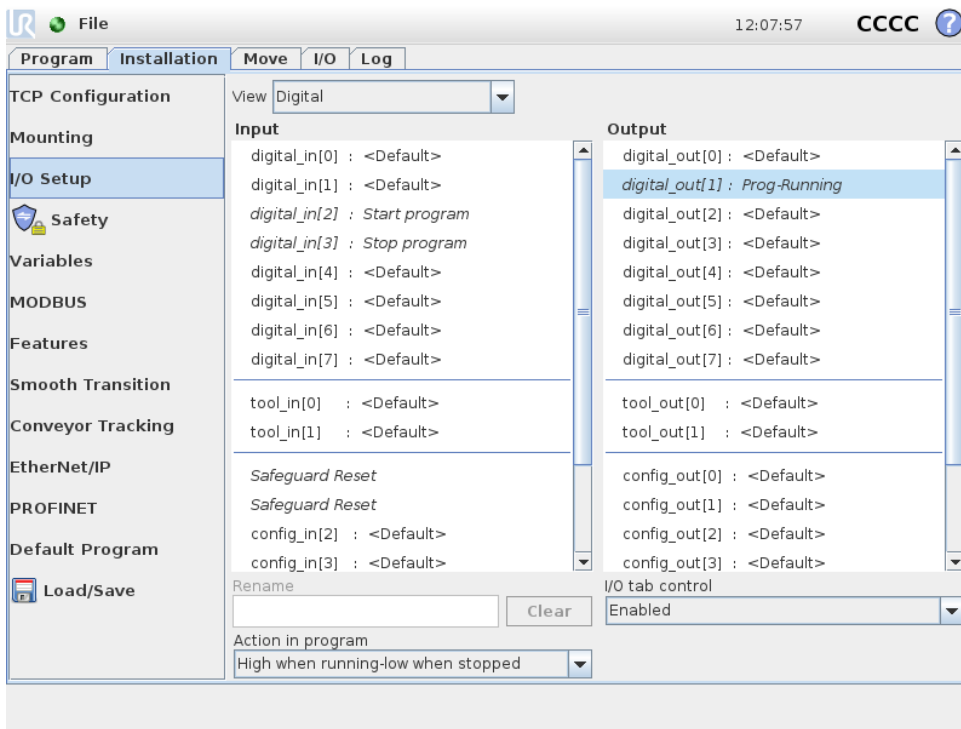 UR File 12:07:57 CCCC ?
Program Installation Move I/O Log
TCP Configuration
Mounting
I/O Setup
Safety
Variables
MODBUS
Features
Smooth Transition
Conveyor Tracking
EtherNet/IP
PROFINET
Default Program
Load/Save
View Digital
Input
digital_in[0] : <Default>
digital_in[1] : <Default>
digital_in[2] : Start program
digital_in[3] : Stop program
digital_in[4] : <Default>
digital_in[5] : <Default>
digital_in[6] : <Default>
digital_in[7] : <Default>
tool_in[0] : <Default>
tool_in[1] : <Default>
Safeguard Reset
Safeguard Reset
config_in[2] : <Default>
config_in[3] : <Default>
Rename
Clear
Action in program
High when running-low when stopped
Output
digital_out[0] : <Default>
digital_out[1] : Prog-Running
digital_out[2] : <Default>
digital_out[3] : <Default>
digital_out[4] : <Default>
digital_out[5] : <Default>
digital_out[6] : <Default>
digital_out[7] : <Default>
tool_out[0] : <Default>
tool_out[1] : <Default>
config_out[0] : <Default>
config_out[1] : <Default>
config_out[2] : <Default>
config_out[3] : <Default>
I/O tab control
Enabled